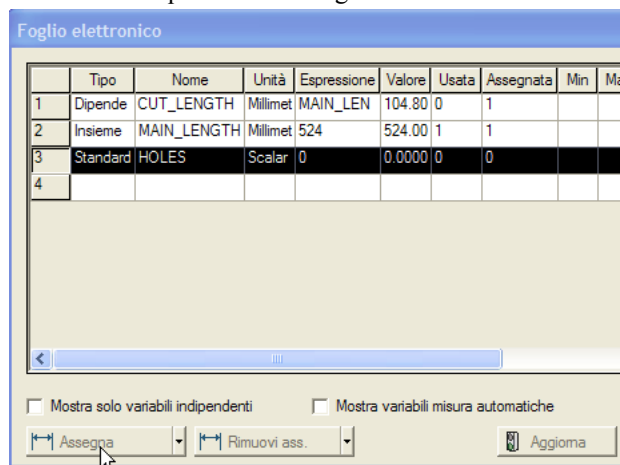 Foglio elettronico
Tipo Nome Unità Espressione Valore Usata Assegnata Min Ma
1 Dipende CUT_LENGTH Millimet MAIN_LEN 104.80 0 1
2 Insieme MAIN_LENGTH Millimet 524 524.00 1 1
3 Standard HOLES Scalar 0 0.0000 0 0
4
Mostra solo variabili indipendenti Mostra variabili misura automatiche
Assegna Rimuovi ass. Aggiorna